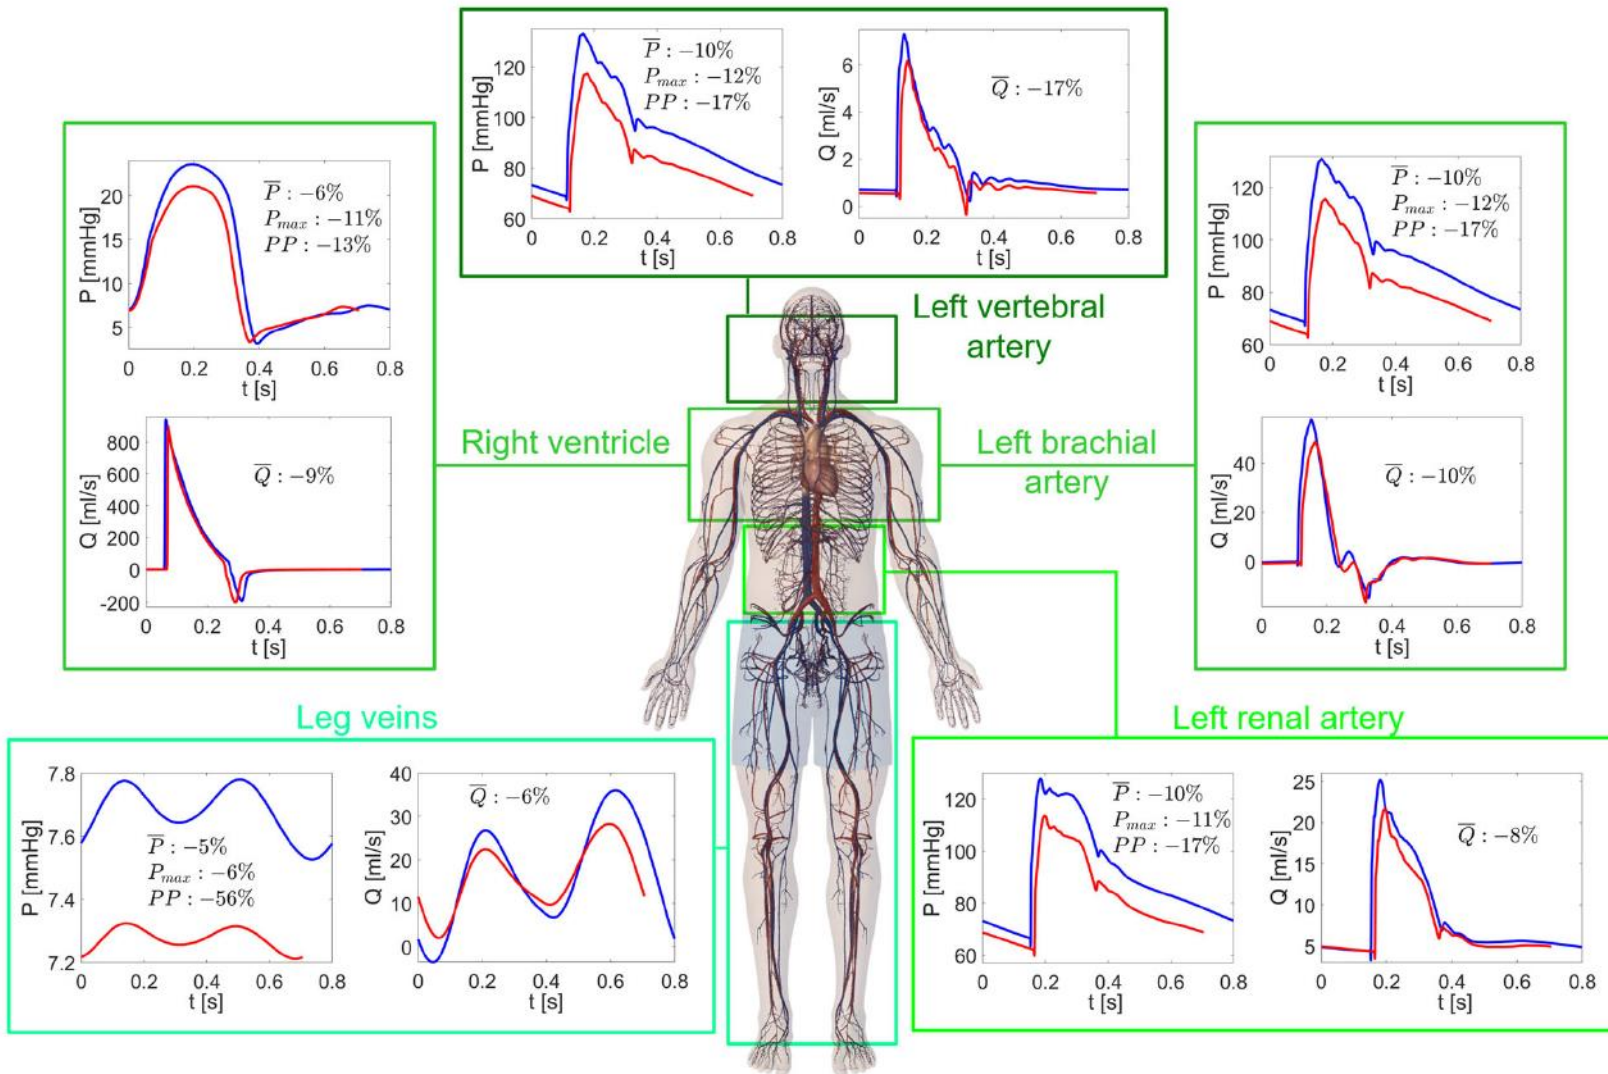 P [mmHg]
120
100
80
60
0
0.2
0.4
0.6
0.8
t [s]
P̅ : −10%
P_max : −12%
PP : −17%
Q [ml/s]
6
4
2
0
0
0.2
0.4
0.6
0.8
t [s]
Q̅ : −17%
Left vertebral
artery
P [mmHg]
20
15
10
5
0
0.2
0.4
0.6
0.8
t [s]
P̅ : −6%
P_max : −11%
PP : −13%
Q [ml/s]
800
600
400
200
0
-200
0
0.2
0.4
0.6
0.8
t [s]
Q̅ : −9%
Right ventricle
P [mmHg]
120
100
80
60
0
0.2
0.4
0.6
0.8
t [s]
P̅ : −10%
P_max : −12%
PP : −17%
Q [ml/s]
40
20
0
0
0.2
0.4
0.6
0.8
t [s]
Q̅ : −10%
Left brachial
artery
Leg veins
P [mmHg]
7.8
7.6
7.4
7.2
0
0.2
0.4
0.6
0.8
t [s]
P̅ : −5%
P_max : −6%
PP : −56%
Q [ml/s]
40
30
20
10
0
0
0.2
0.4
0.6
0.8
t [s]
Q̅ : −6%
Left renal artery
P [mmHg]
120
100
80
60
0
0.2
0.4
0.6
0.8
t [s]
P̅ : −10%
P_max : −11%
PP : −17%
Q [ml/s]
25
20
15
10
5
0
0.2
0.4
0.6
0.8
t [s]
Q̅ : −8%